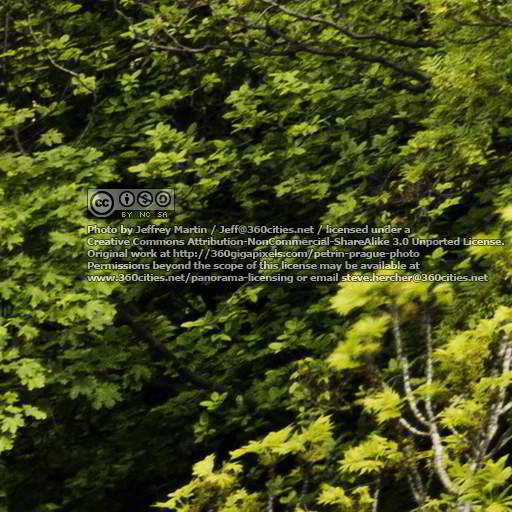 cc BY NC SA
Photo by Jeffrey Martin / Jeff@360cities.net / licensed under a
Creative Commons Attribution-NonCommercial-ShareAlike 3.0 Unported License.
Original work at http://360gigapixels.com/petrin-prague-photo
Permissions beyond the scope of this license may be available at
www.360cities.net/panorama-licensing or email steve.hercher@360cities.net